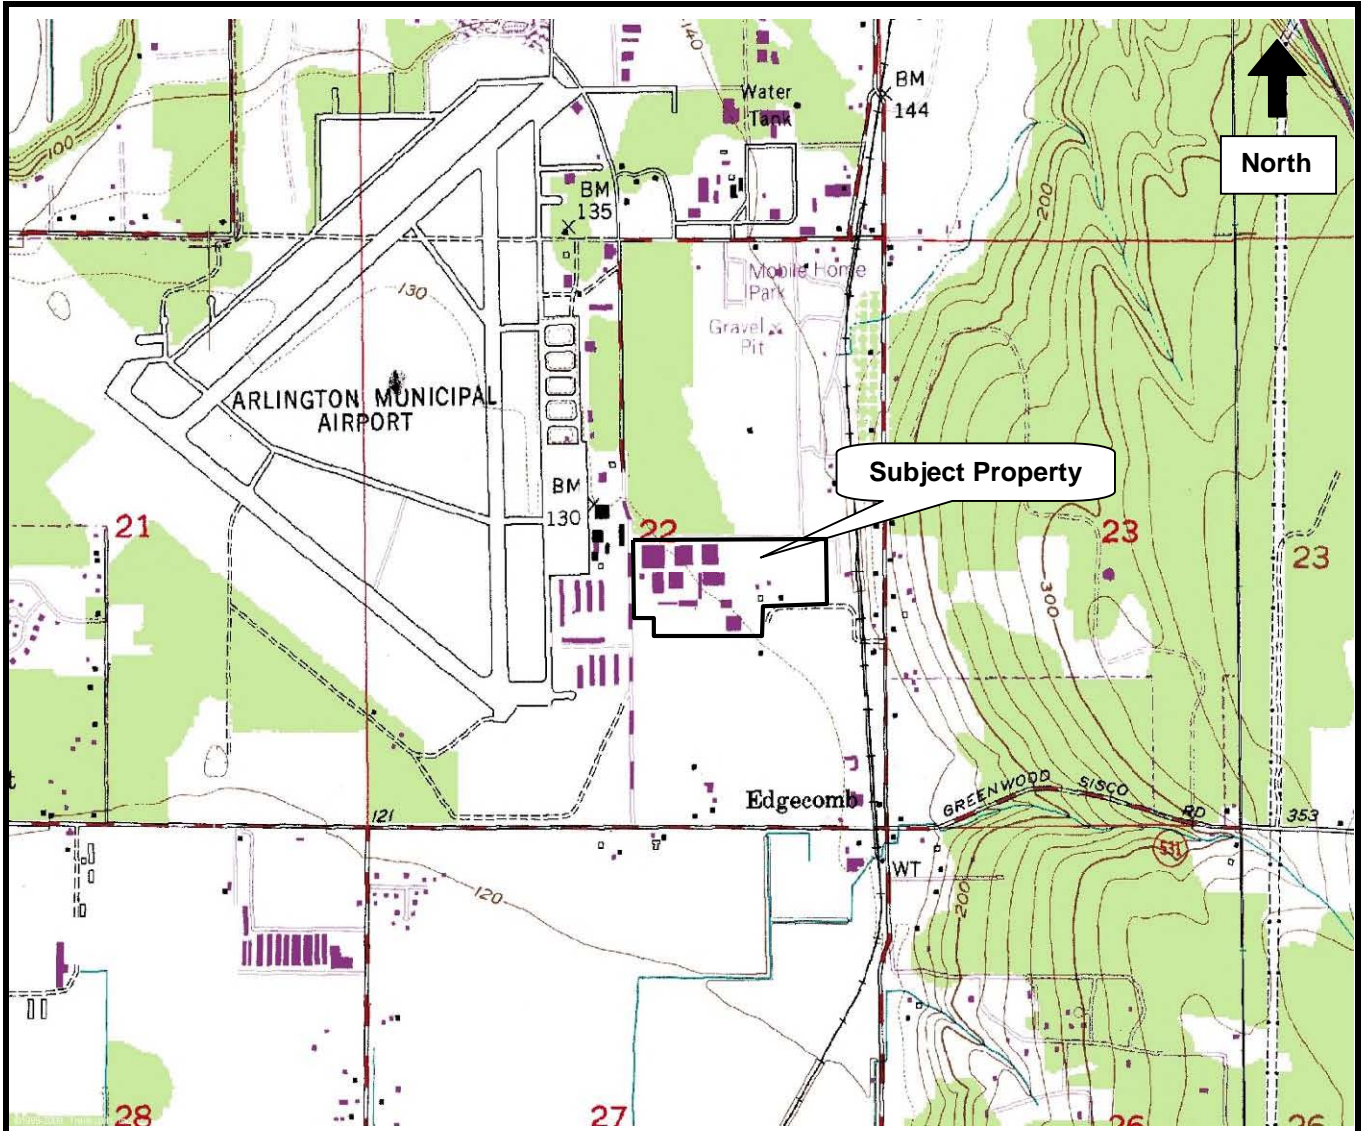 140
BM
144
Water
Tank
North
100
200
BM
135
130
Mobile Home
Park
Gravel
Pit
ARLINGTON MUNICIPAL
AIRPORT
Subject Property
BM
130
21
22
23
23
300
t
Edgecomb
GREENWOOD SISCO RD
353
121
531
WT
120
200
28
27
26
26